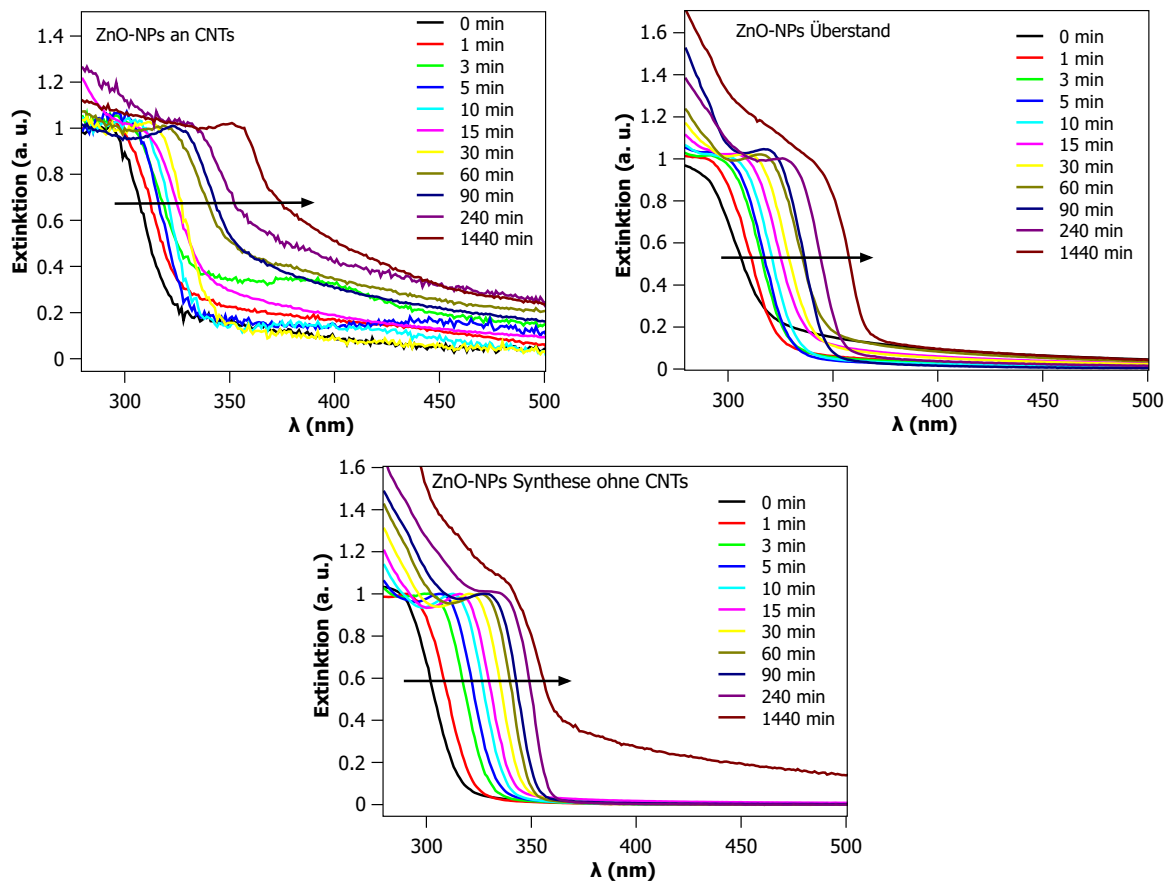 ZnO-NPs an CNTs
Extinktion (a. u.)
1.4
1.2
1
0.8
0.6
0.4
0.2
0
300
350
400
450
500
λ (nm)
0 min
1 min
3 min
5 min
10 min
15 min
30 min
60 min
90 min
240 min
1440 min
ZnO-NPs Überstand
Extinktion (a. u.)
1.6
1.4
1.2
1
0.8
0.6
0.4
0.2
0
300
350
400
450
500
λ (nm)
0 min
1 min
3 min
5 min
10 min
15 min
30 min
60 min
90 min
240 min
1440 min
ZnO-NPs Synthese ohne CNTs
Extinktion (a. u.)
1.6
1.4
1.2
1
0.8
0.6
0.4
0.2
0
300
350
400
450
500
λ (nm)
0 min
1 min
3 min
5 min
10 min
15 min
30 min
60 min
90 min
240 min
1440 min